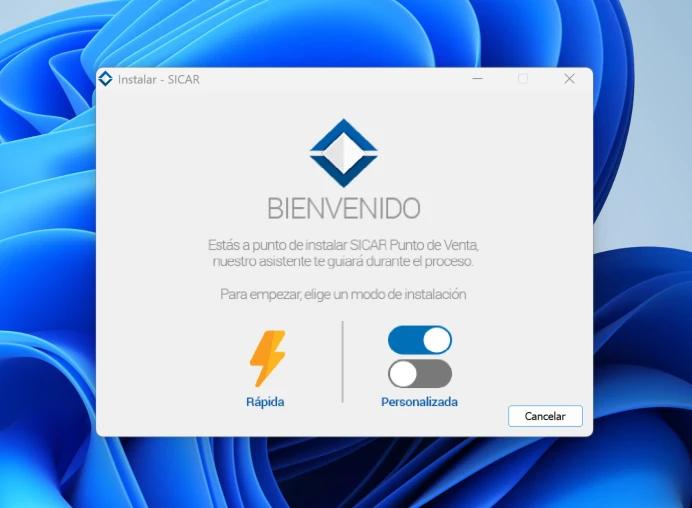 Instalar - SICAR
BIENVENIDO
Estás a punto de instalar SICAR Punto de Venta,
nuestro asistente te guiará durante el proceso.
Para empezar, elige un modo de instalación
Rápida
Personalizada
Cancelar